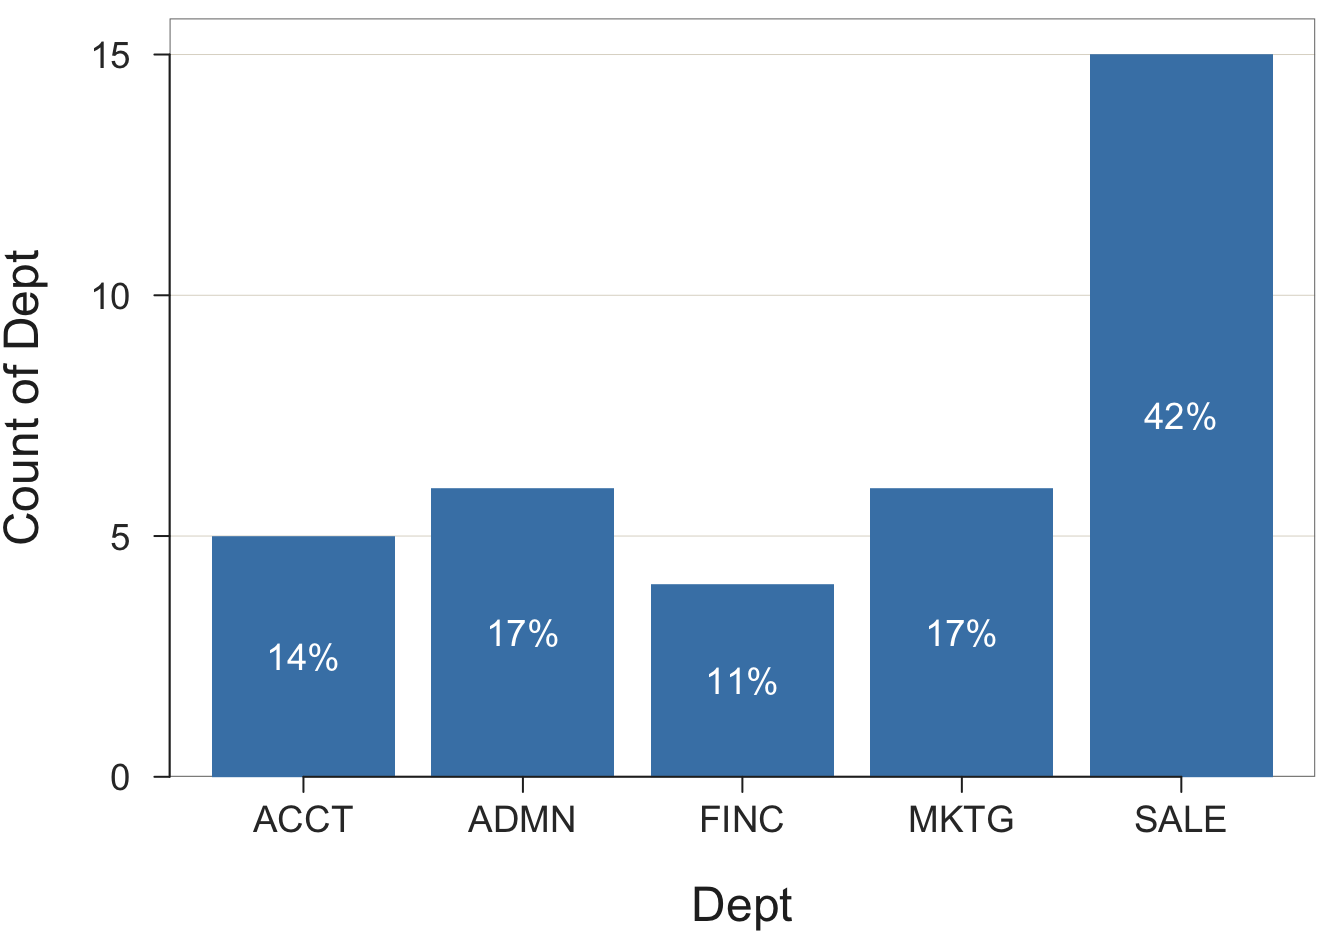 Count of Dept
15
10
5
0
14%
17%
11%
17%
42%
ACCT
ADMN
FINC
MKTG
SALE
Dept